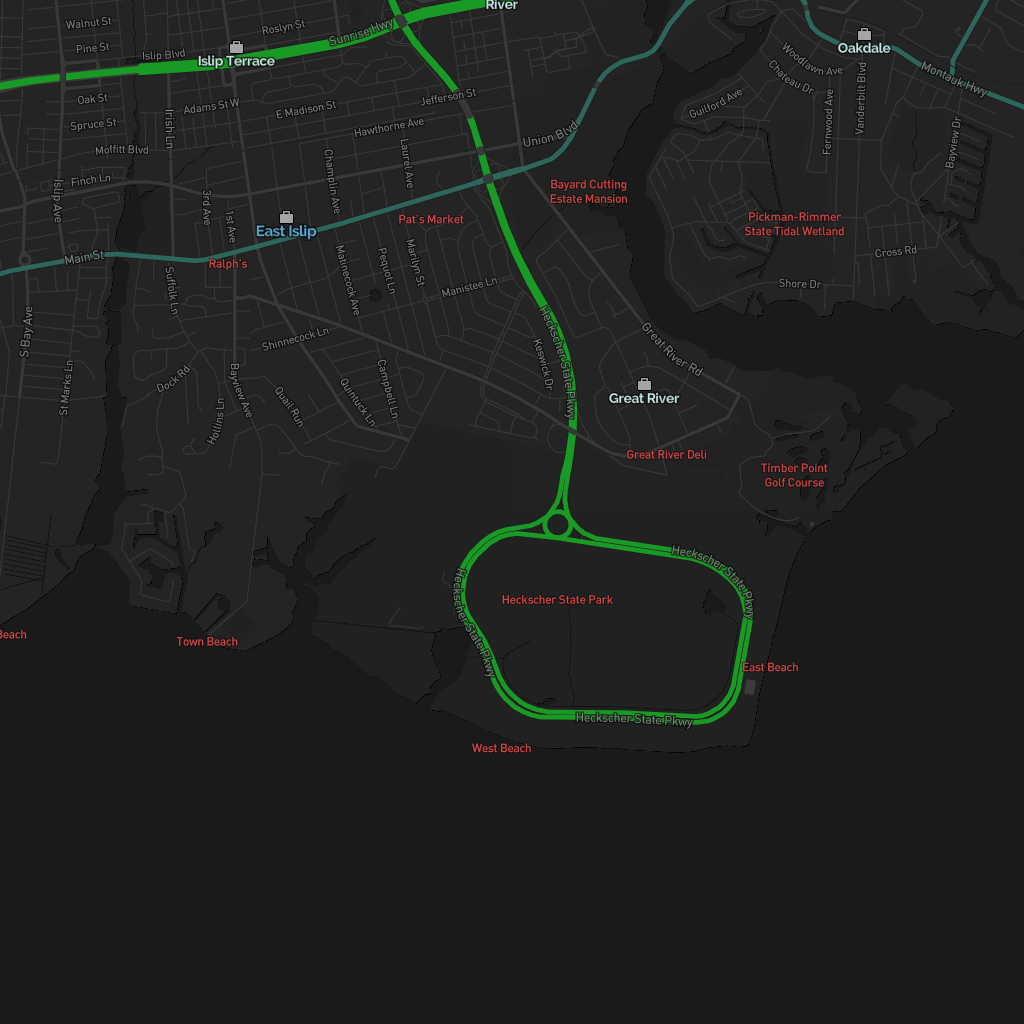 River
Walnut St
Roslyn St
Sunrise Hwy
Pine St
Islip Blvd
Islip Terrace
Oakdale
Woodlawn Ave
Chateau Dr
Montauk Hwy
Vanderbilt Blvd
Fernwood Ave
Guilford Ave
Bayview Dr
Oak St
Adams St W
E Madison St
Jefferson St
Irish Ln
Spruce St
Hawthorne Ave
Union Blvd
Moffitt Blvd
Laurel Ave
Champlin Ave
Finch Ln
Islip Ave
3rd Ave
1st Ave
Bayard Cutting
Estate Mansion
Pat's Market
East Islip
Pickman-Rimmer
State Tidal Wetland
Cross Rd
Main St
Ralph's
Suffolk Ln
Matinecock Ave
Pequot Ln
Marilyn St
Manistee Ln
Shore Dr
S Bay Ave
Shinnecock Ln
Heckscher State Pkwy
Keswick Dr
Great River Rd
St Marks Ln
Dock Rd
Bayview Ave
Hollins Ln
Quail Run
Quintuck Ln
Campbell Ln
Great River
Great River Deli
Timber Point
Golf Course
Heckscher State Pkwy
Heckscher State Pkwy
Heckscher State Park
Beach
Town Beach
East Beach
Heckscher State Pkwy
West Beach